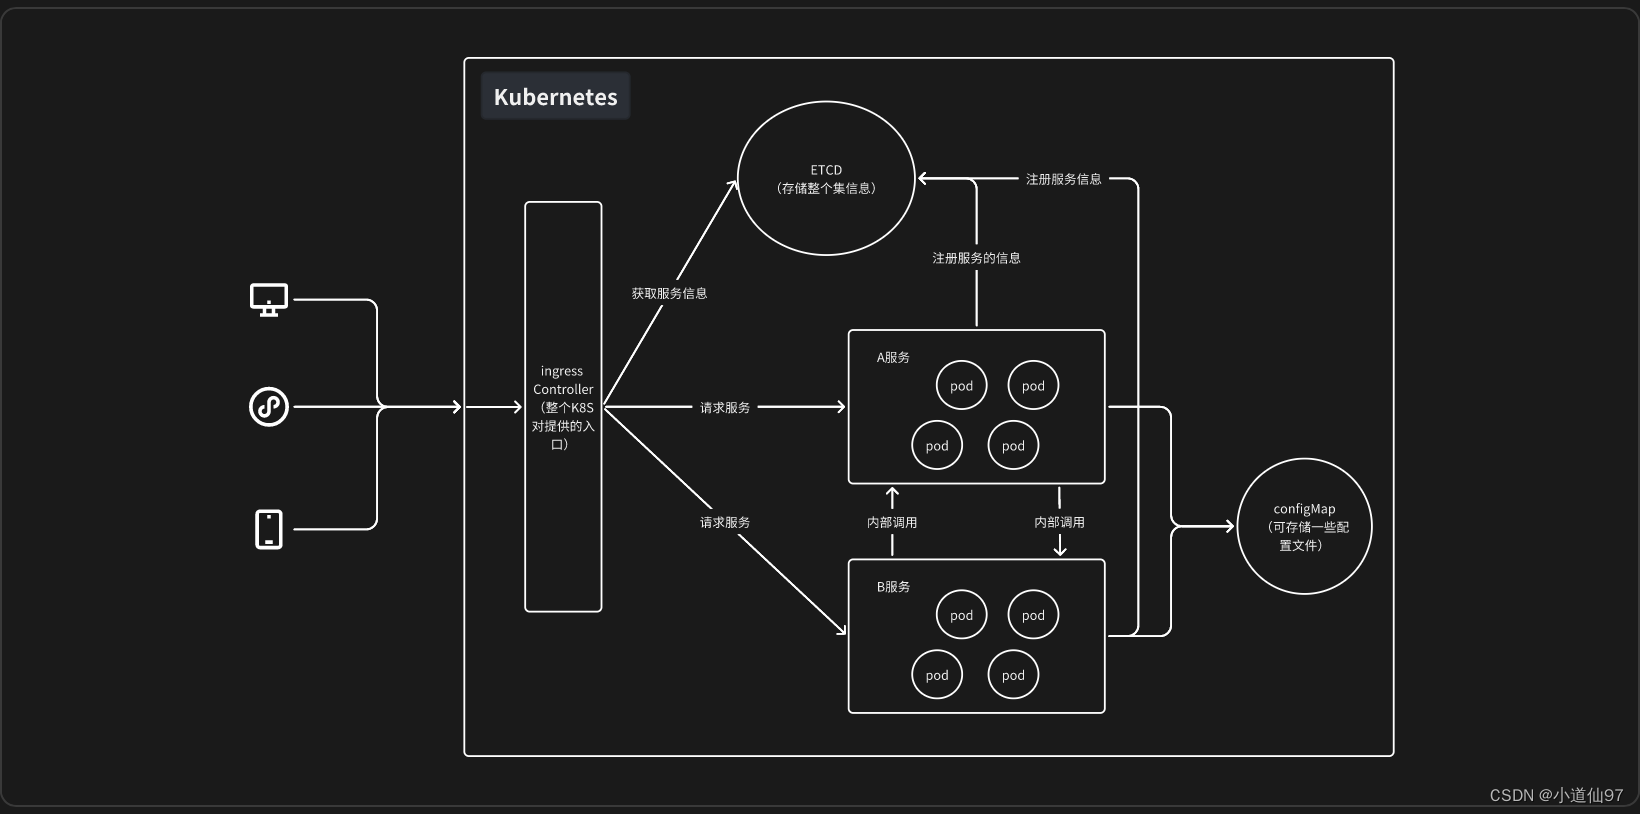 Kubernetes
ETCD
（存储整个集信息）
注册服务信息
注册服务的信息
获取服务信息
ingress
Controller
（整个K8S
对提供的入
口）
请求服务
A服务
pod
pod
pod
pod
请求服务
内部调用
内部调用
configMap
（可存储一些配
置文件）
B服务
pod
pod
pod
pod
CSDN @小道仙97